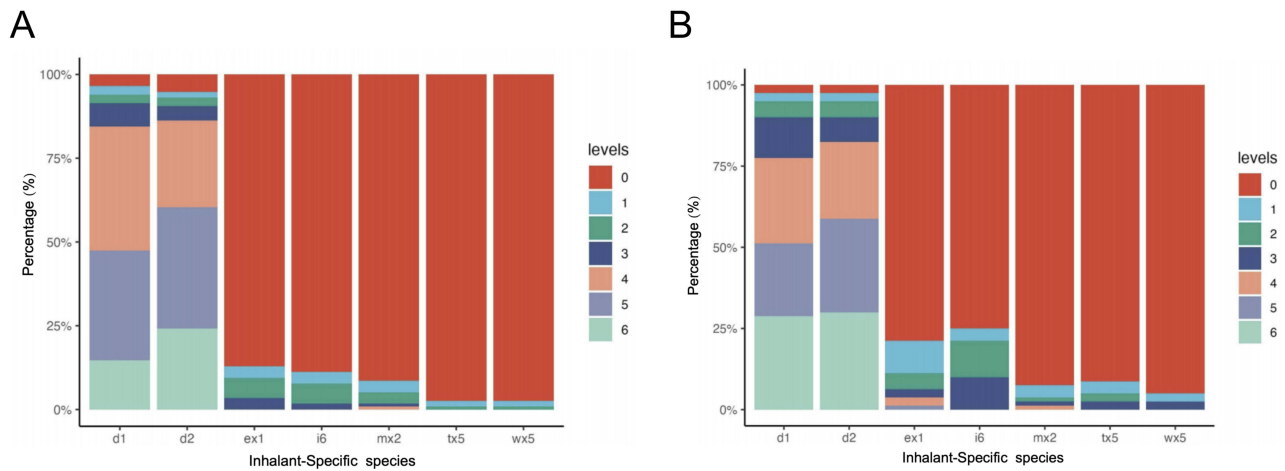 A
100%
75%
50%
25%
0%
Percentage (%)
d1 d2 ex1 i6 mx2 tx5 wx5
Inhalant-Specific species
levels
0
1
2
3
4
5
6
B
100%
75%
50%
25%
0%
Percentage (%)
d1 d2 ex1 i6 mx2 tx5 wx5
Inhalant-Specific species
levels
0
1
2
3
4
5
6